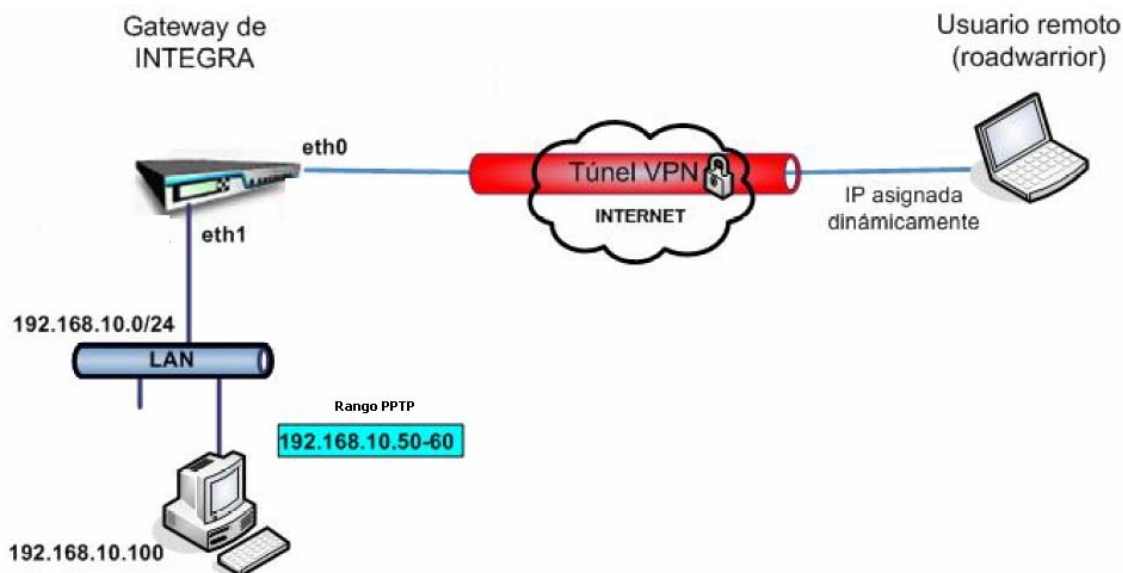 Gateway de
INTEGRA
Usuario remoto
(roadwarrior)
eth0
Túnel VPN
INTERNET
IP asignada
dinámicamente
eth1
192.168.10.0/24
LAN
Rango PPTP
192.168.10.50-60
192.168.10.100